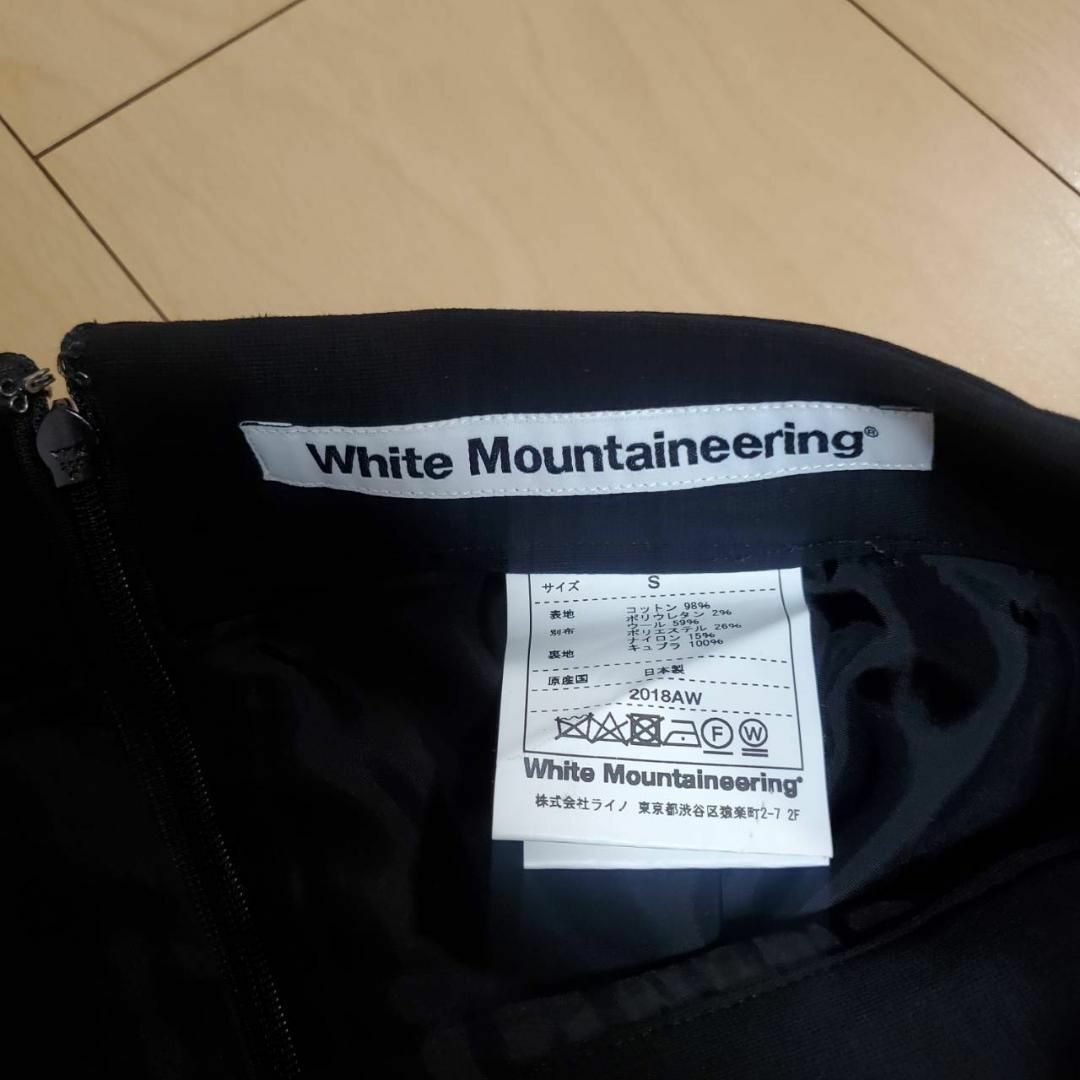 White Mountaineering®
サイズ S
表地 コットン 98%
ポリウレタン 2%
別布 ウール 59%
ポリエステル 26%
ナイロン 15%
裏地 キュプラ 100%
原産国 日本製
2018AW
F W
White Mountaineering®
株式会社ライノ 東京都渋谷区猿楽町2-7 2F